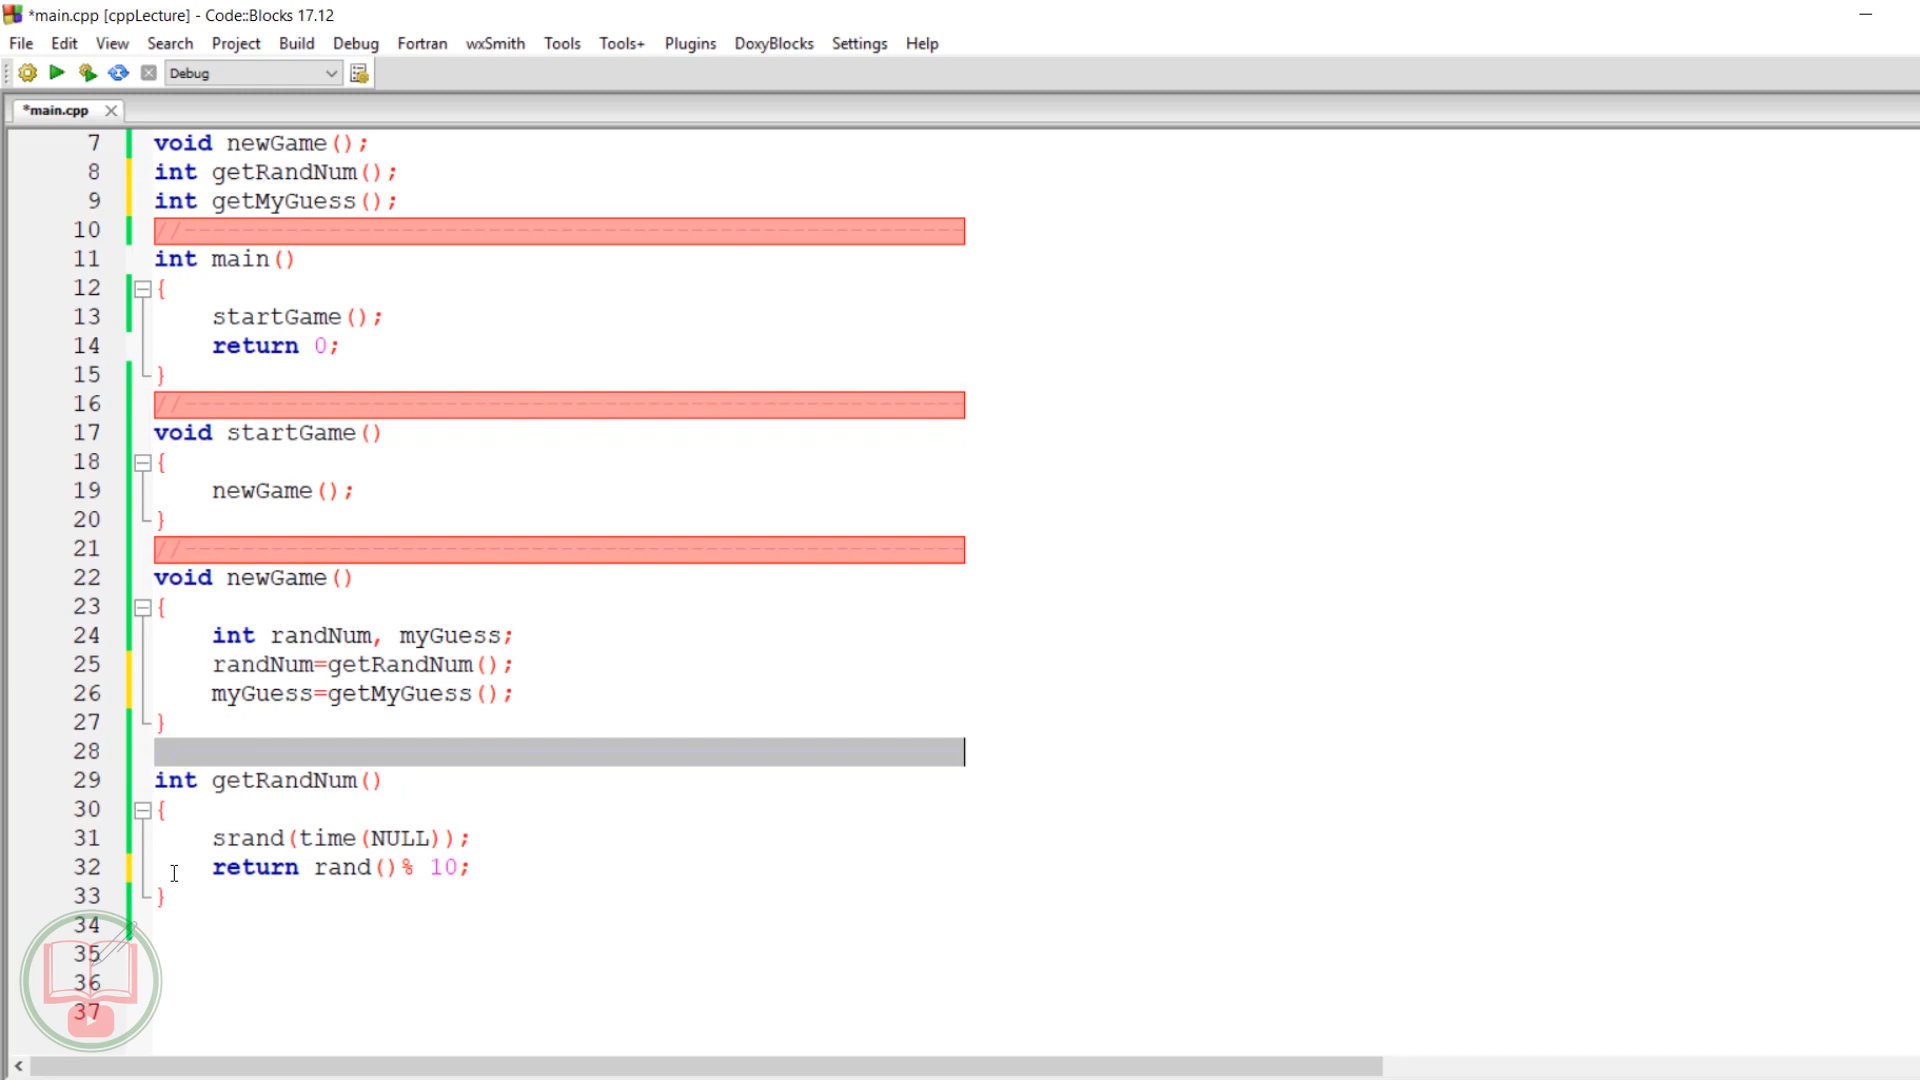 *main.cpp [cppLecture] - Code::Blocks 17.12
File Edit View Search Project Build Debug Fortran wxSmith Tools Tools+ Plugins DoxyBlocks Settings Help
Debug
*main.cpp
7 void newGame();
8 int getRandNum();
9 int getMyGuess();
10 //------------------------------------------------------
11 int main()
12 {
13 startGame();
14 return 0;
15 }
16 //------------------------------------------------------
17 void startGame()
18 {
19 newGame();
20 }
21 //------------------------------------------------------
22 void newGame()
23 {
24 int randNum, myGuess;
25 randNum=getRandNum();
26 myGuess=getMyGuess();
27 }
28
29 int getRandNum()
30 {
31 srand(time(NULL));
32 return rand()% 10;
33 }
34
35
36
37